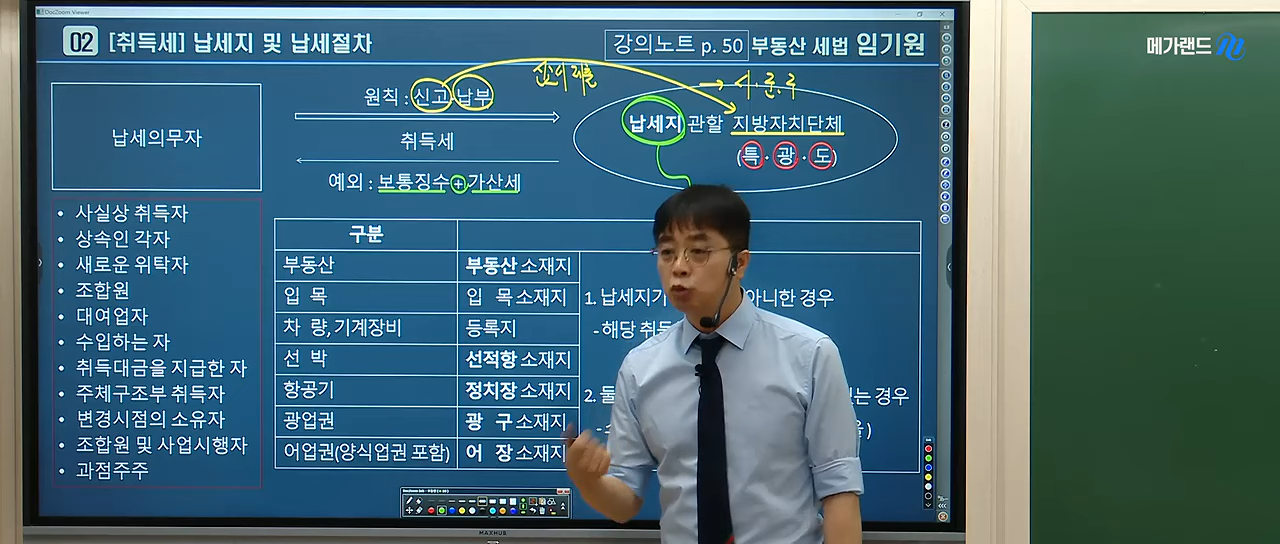 DocZoom Viewer
02 [취득세] 납세지 및 납세절차
강의노트 p. 50 부동산 세법 임기원
메가랜드
납세의무자
원칙 : 신고 납부
취득세
예외 : 보통징수 + 가산세
납세지 관할 지방자치단체
(특·광·도)
• 사실상 취득자
• 상속인 각자
• 새로운 위탁자
• 조합원
• 대여업자
• 수입하는 자
• 취득대금을 지급한 자
• 주체구조부 취득자
• 변경시점의 소유자
• 조합원 및 사업시행자
• 과점주주
구분
부동산 부동산 소재지
입 목 입 목 소재지
차 량, 기계장비 등록지
선 박 선적항 소재지
항공기 정치장 소재지
광업권 광 구 소재지
어업권(양식업권 포함) 어 장 소재지
1. 납세지가 아니한 경우
- 해당 취득
2. 둘 있는 경우
MAXHUB